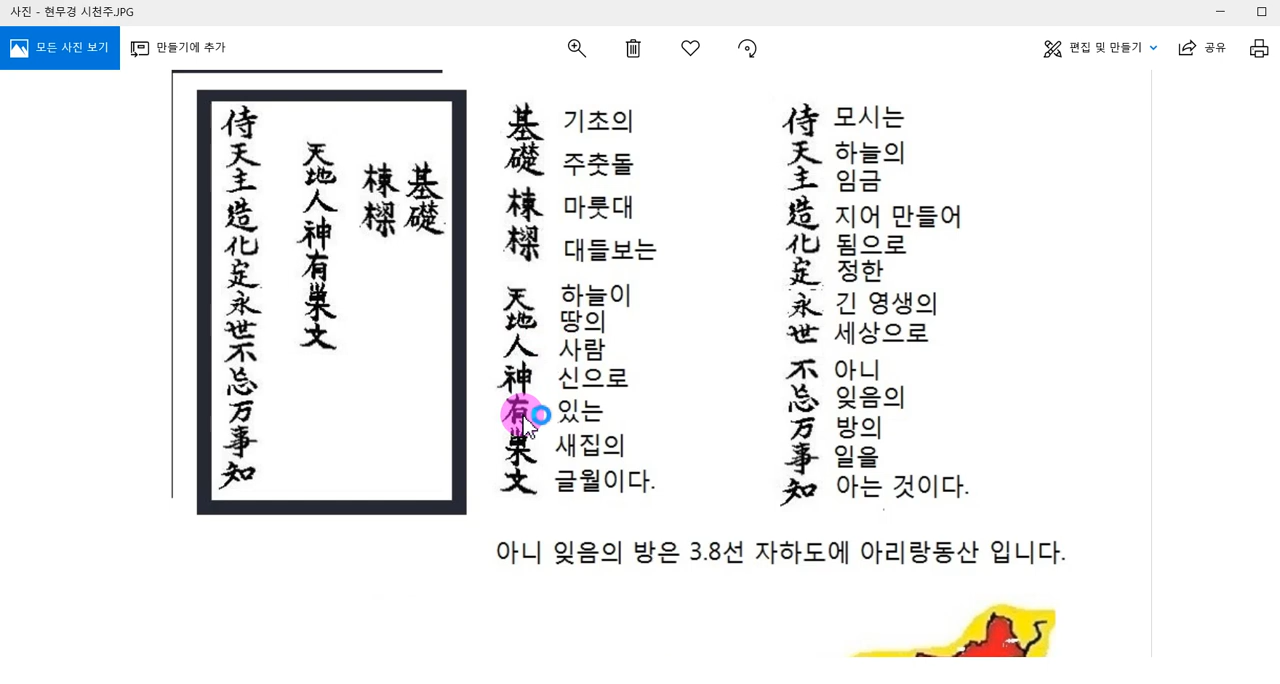 사진 - 현무경 시천주.JPG
모든 사진 보기
만들기에 추가
편집 및 만들기
공유
基礎
棟樑
天地人神有巢文
侍天主造化定永世不忘万事知
基 기초의
礎 주춧돌
棟 마룻대
樑 대들보는
天 하늘이
地 땅의
人 사람
神 신으로
有 있는
巢 새집의
文 글월이다.
侍 모시는
天 하늘의
主 임금
造 지어 만들어
化 됨으로
定 정한
永 긴 영생의
世 세상으로
不 아니
忘 잊음의
万 방의
事 일을
知 아는 것이다.
아니 잊음의 방은 3.8선 자하도에 아리랑동산 입니다.